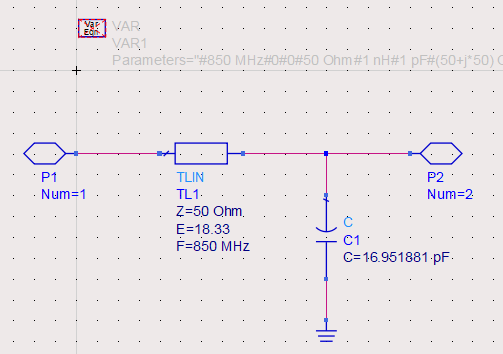 Var
Eqn
VAR
VAR1
Parameters="#850 MHz#0#0#50 Ohm#1 nH#1 pF#(50+j*50) O
P1
Num=1
TLIN
TL1
Z=50 Ohm
E=18.33
F=850 MHz
C
C1
C=16.951881 pF
P2
Num=2